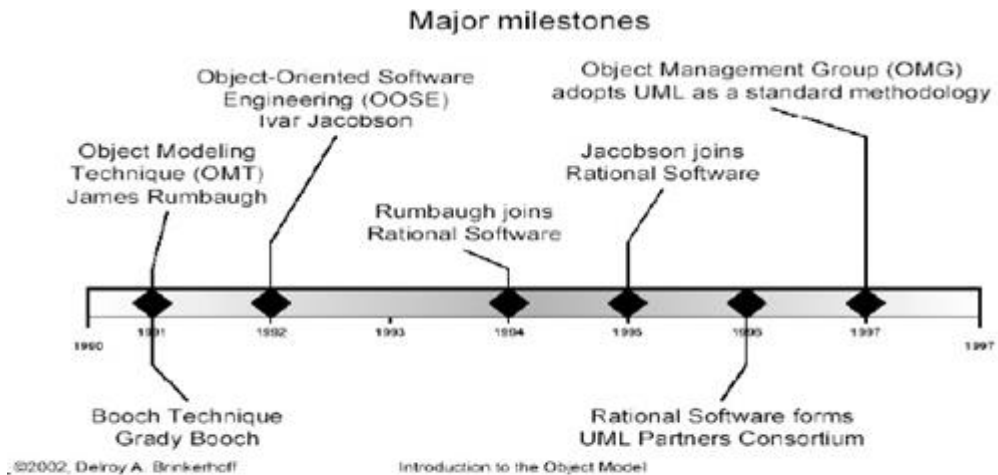 Major milestones
Object-Oriented Software
Engineering (OOSE)
Ivar Jacobson
Object Management Group (OMG)
adopts UML as a standard methodology
Object Modeling
Technique (OMT)
James Rumbaugh
Jacobson joins
Rational Software
Rumbaugh joins
Rational Software
1990
1991
1992
1993
1994
1995
1996
1997
1997
Booch Technique
Grady Booch
Rational Software forms
UML Partners Consortium
©2002, Delroy A. Brinkerhoff
Introduction to the Object Model